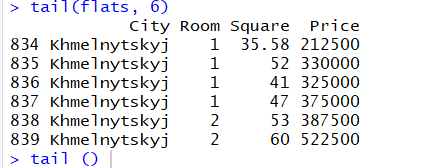 > tail(flats, 6)
City Room Square Price
834 Khmelnytskyj 1 35.58 212500
835 Khmelnytskyj 1 52 330000
836 Khmelnytskyj 1 41 325000
837 Khmelnytskyj 1 47 375000
838 Khmelnytskyj 2 53 387500
839 Khmelnytskyj 2 60 522500
> tail ()